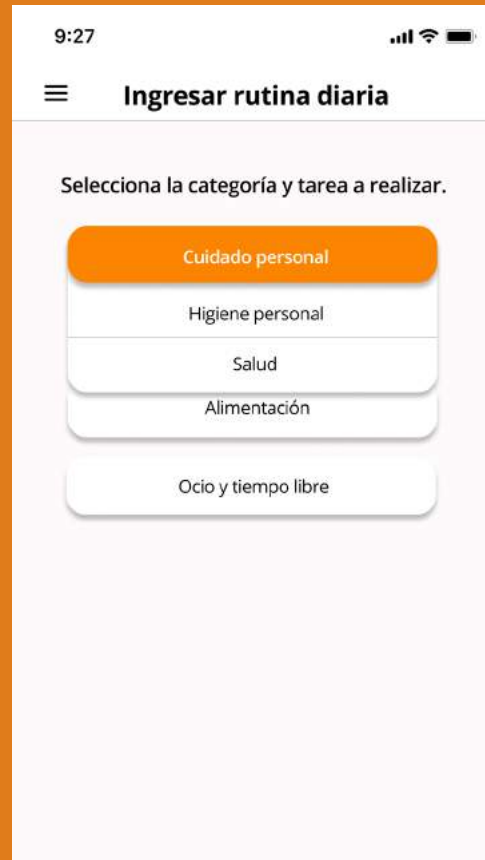 9:27
Ingresar rutina diaria
Selecciona la categoría y tarea a realizar.
Cuidado personal
Higiene personal
Salud
Alimentación
Ocio y tiempo libre